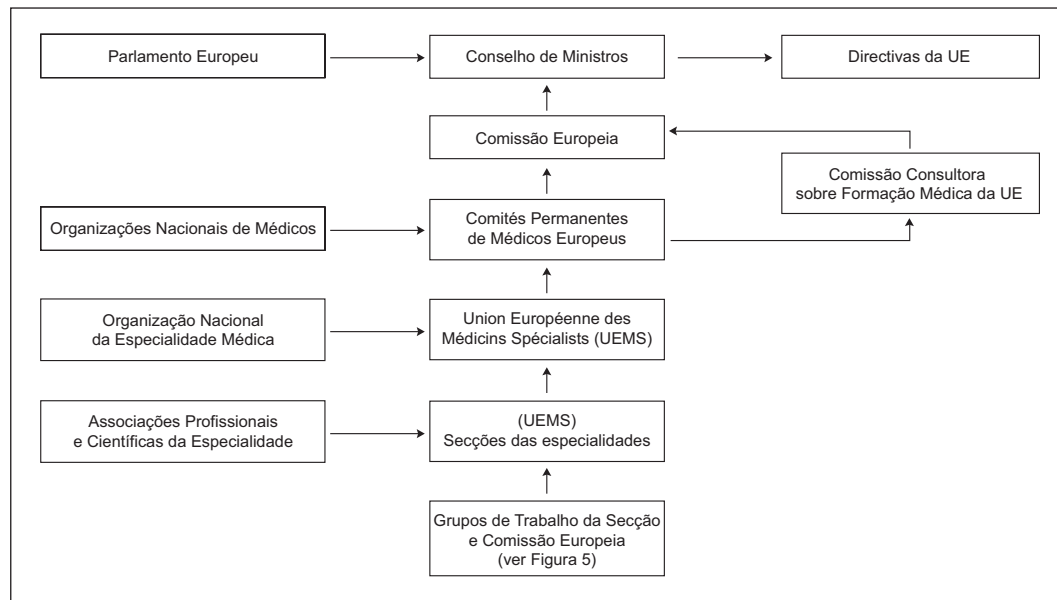 Parlamento Europeu
Conselho de Ministros
Directivas da UE
Comissão Europeia
Comissão Consultora
sobre Formação Médica da UE
Organizações Nacionais de Médicos
Comités Permanentes
de Médicos Europeus
Organização Nacional
da Especialidade Médica
Union Européenne des
Médicins Spécialists (UEMS)
Associações Profissionais
e Científicas da Especialidade
(UEMS)
Secções das especialidades
Grupos de Trabalho da Secção
e Comissão Europeia
(ver Figura 5)